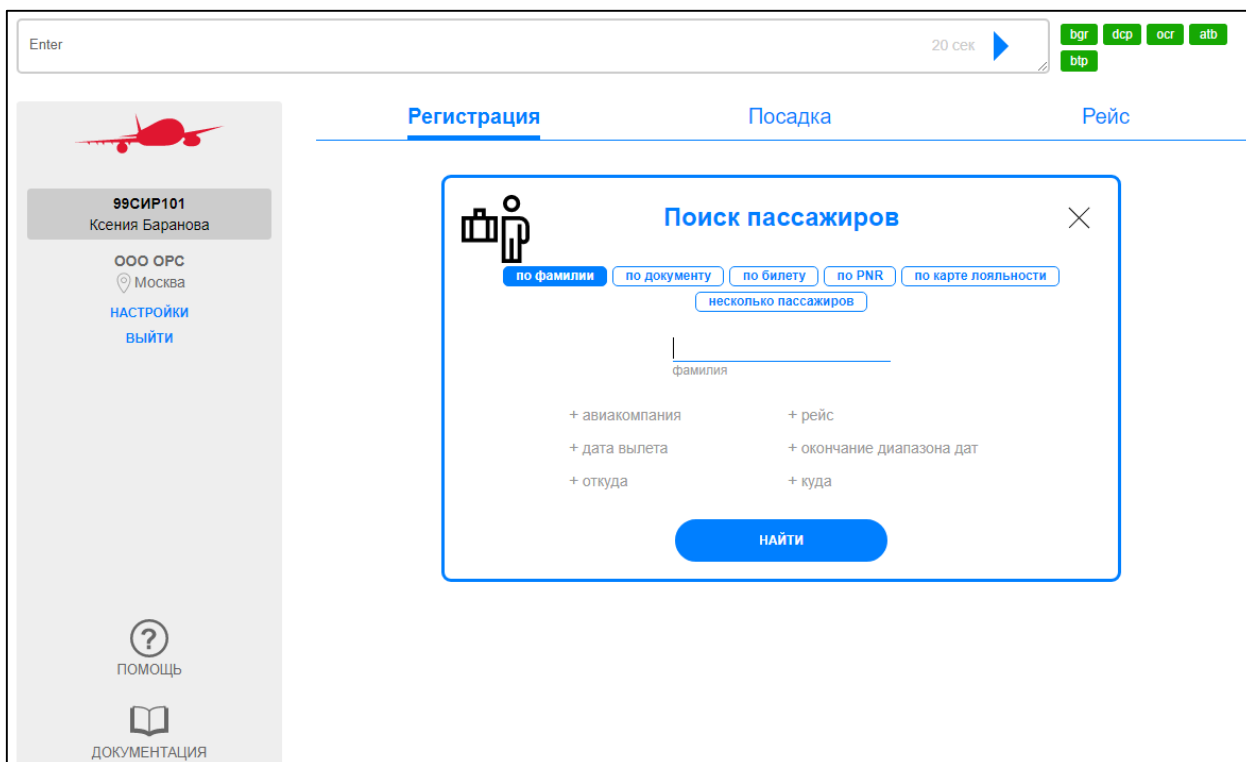 Enter
20 сек
bgr dcp ocr atb
btp
Регистрация Посадка Рейс
99СИР101
Ксения Баранова
ООО ОРС
Москва
НАСТРОЙКИ
ВЫЙТИ
Поиск пассажиров
по фамилии по документу по билету по PNR по карте лояльности
несколько пассажиров
фамилия
+ авиакомпания + рейс
+ дата вылета + окончание диапазона дат
+ откуда + куда
НАЙТИ
?
ПОМОЩЬ
ДОКУМЕНТАЦИЯ